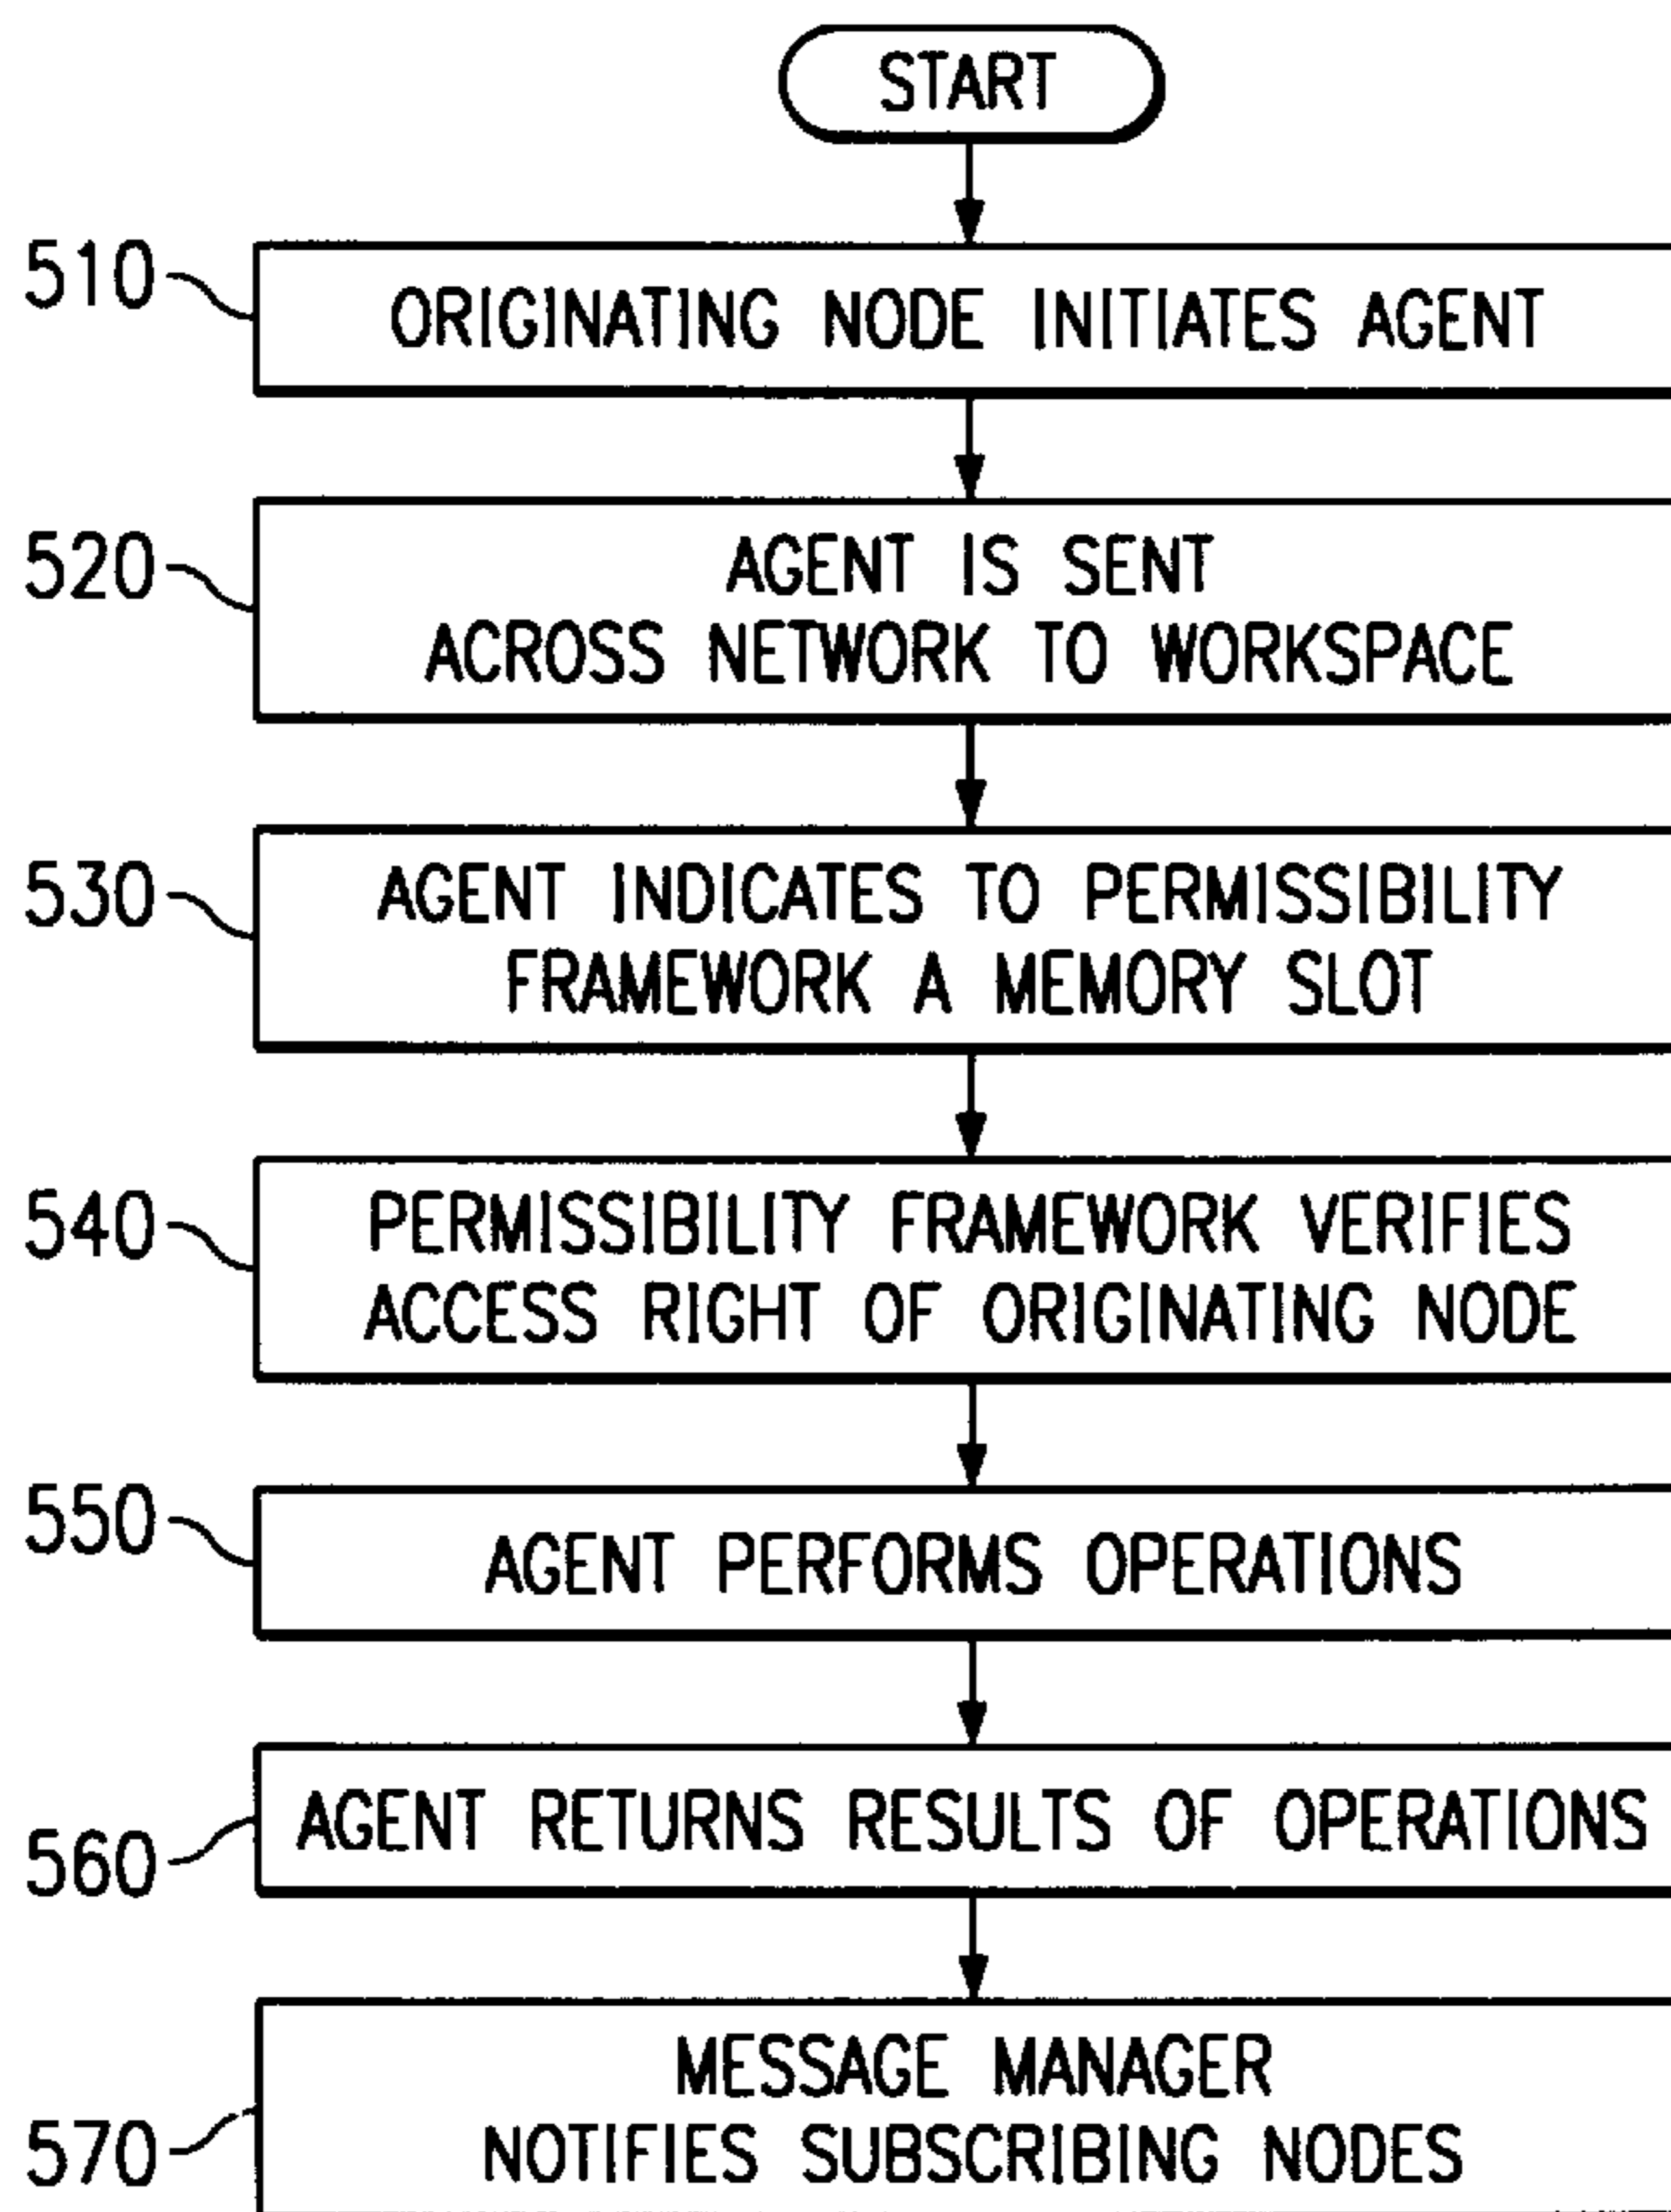 START
510
ORIGINATING NODE INITIATES AGENT
520
AGENT IS SENT
ACROSS NETWORK TO WORKSPACE
530
AGENT INDICATES TO PERMISSIBILITY
FRAMEWORK A MEMORY SLOT
540
PERMISSIBILITY FRAMEWORK VERIFIES
ACCESS RIGHT OF ORIGINATING NODE
550
AGENT PERFORMS OPERATIONS
560
AGENT RETURNS RESULTS OF OPERATIONS
570
MESSAGE MANAGER
NOTIFIES SUBSCRIBING NODES